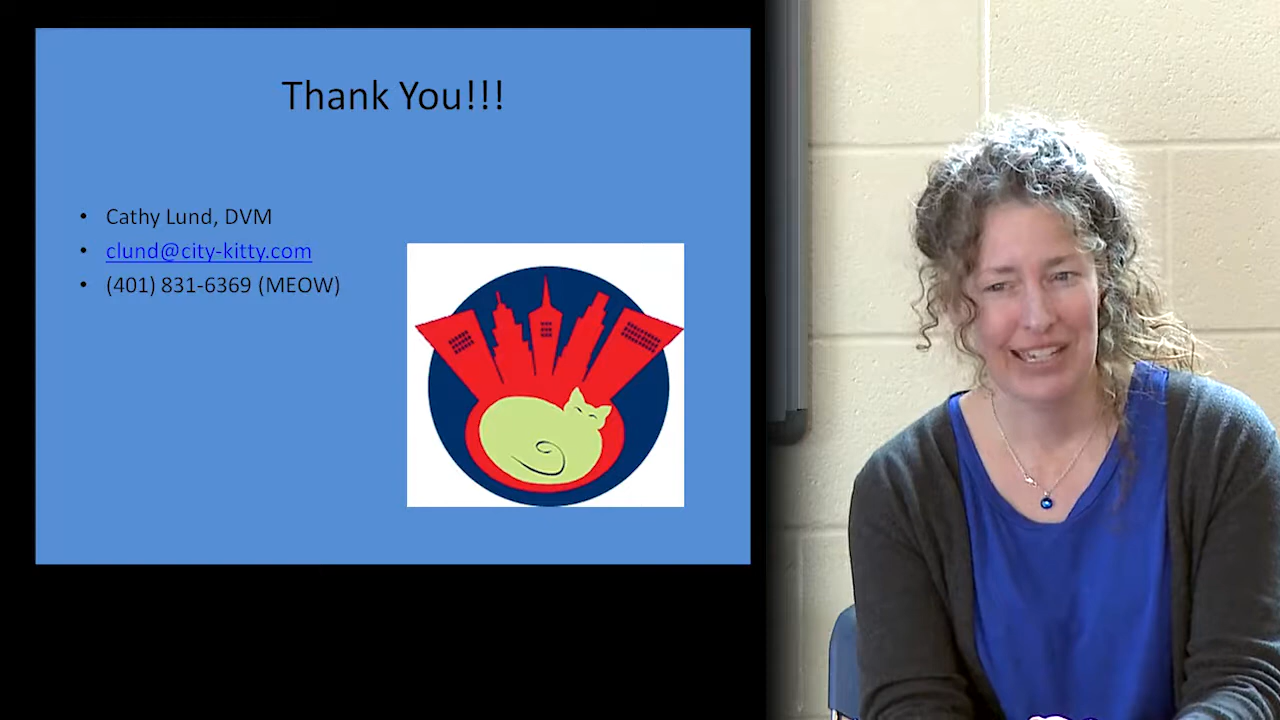 Thank You!!!
• Cathy Lund, DVM
• clund@city-kitty.com
• (401) 831-6369 (MEOW)